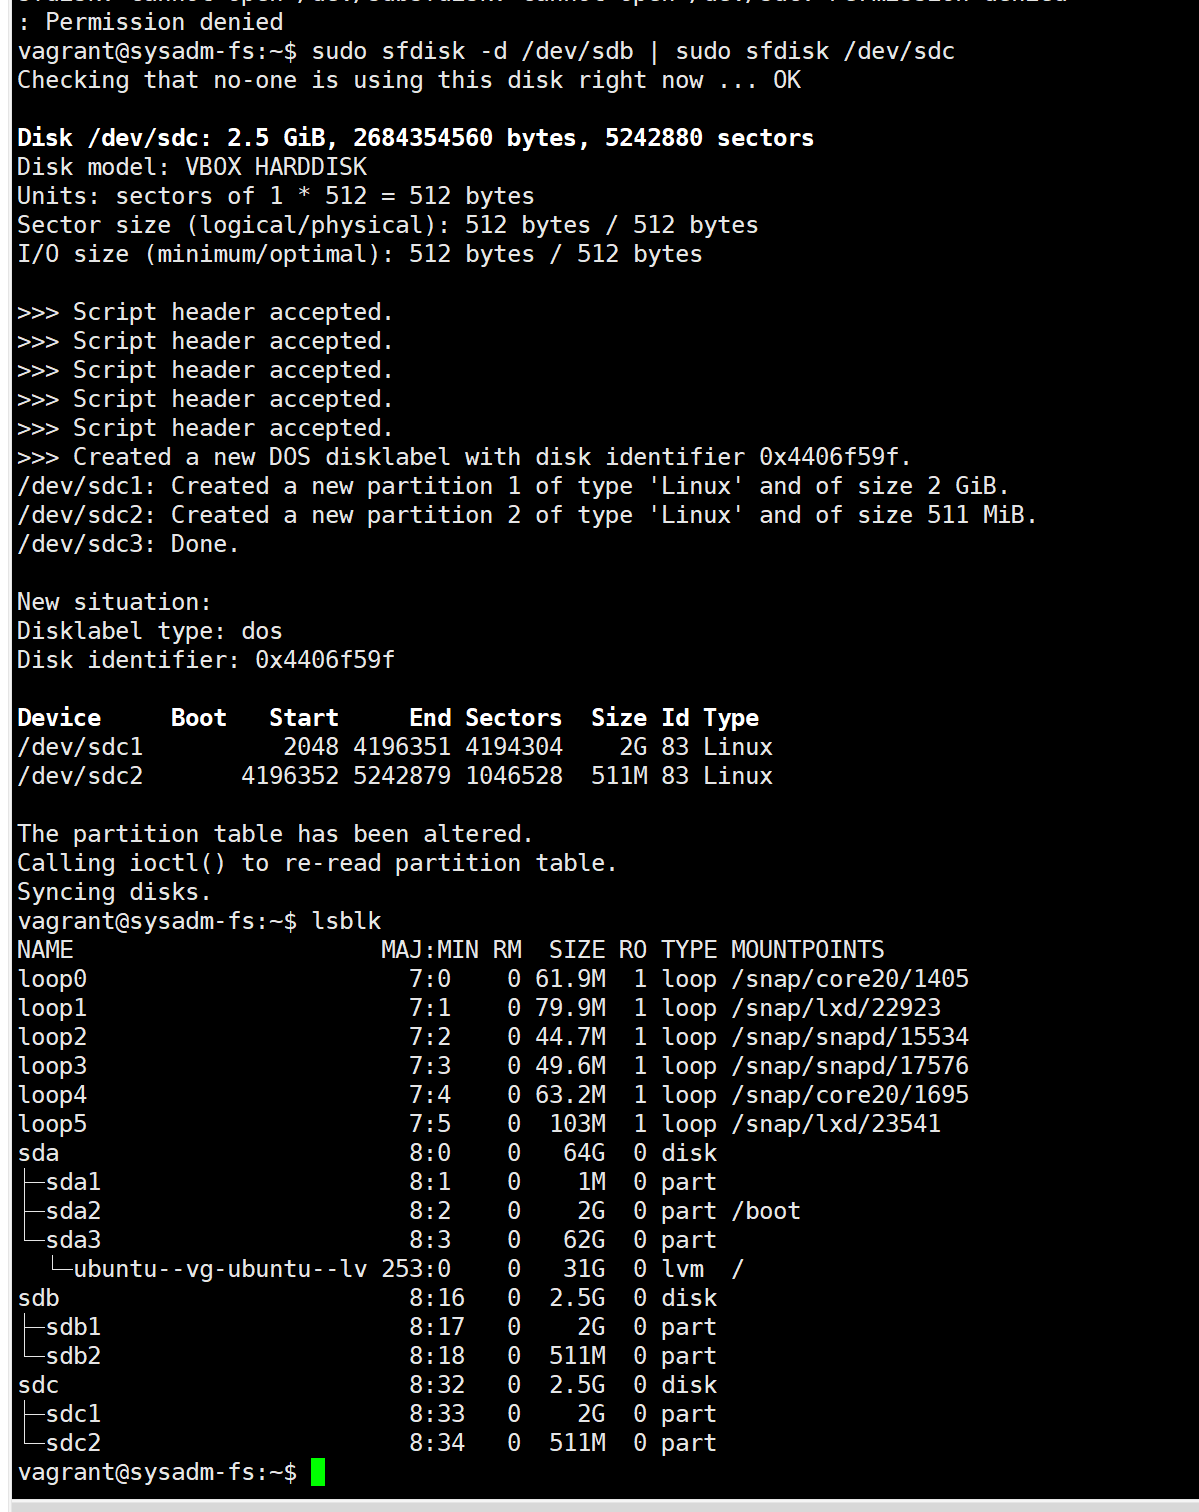 : Permission denied
vagrant@sysadm-fs:~$ sudo sfdisk -d /dev/sdb | sudo sfdisk /dev/sdc
Checking that no-one is using this disk right now ... OK
Disk /dev/sdc: 2.5 GiB, 2684354560 bytes, 5242880 sectors
Disk model: VBOX HARDDISK
Units: sectors of 1 * 512 = 512 bytes
Sector size (logical/physical): 512 bytes / 512 bytes
I/O size (minimum/optimal): 512 bytes / 512 bytes
>>> Script header accepted.
>>> Script header accepted.
>>> Script header accepted.
>>> Script header accepted.
>>> Script header accepted.
>>> Created a new DOS disklabel with disk identifier 0x4406f59f.
/dev/sdc1: Created a new partition 1 of type 'Linux' and of size 2 GiB.
/dev/sdc2: Created a new partition 2 of type 'Linux' and of size 511 MiB.
/dev/sdc3: Done.
New situation:
Disklabel type: dos
Disk identifier: 0x4406f59f
Device     Boot   Start     End Sectors  Size Id Type
/dev/sdc1          2048 4196351 4194304    2G 83 Linux
/dev/sdc2       4196352 5242879 1046528  511M 83 Linux
The partition table has been altered.
Calling ioctl() to re-read partition table.
Syncing disks.
vagrant@sysadm-fs:~$ lsblk
NAME                      MAJ:MIN RM  SIZE RO TYPE MOUNTPOINTS
loop0                       7:0    0 61.9M  1 loop /snap/core20/1405
loop1                       7:1    0 79.9M  1 loop /snap/lxd/22923
loop2                       7:2    0 44.7M  1 loop /snap/snapd/15534
loop3                       7:3    0 49.6M  1 loop /snap/snapd/17576
loop4                       7:4    0 63.2M  1 loop /snap/core20/1695
loop5                       7:5    0  103M  1 loop /snap/lxd/23541
sda                         8:0    0   64G  0 disk
├─sda1                      8:1    0    1M  0 part
├─sda2                      8:2    0    2G  0 part /boot
└─sda3                      8:3    0   62G  0 part
  └─ubuntu--vg-ubuntu--lv 253:0    0   31G  0 lvm  /
sdb                         8:16   0  2.5G  0 disk
├─sdb1                      8:17   0    2G  0 part
└─sdb2                      8:18   0  511M  0 part
sdc                         8:32   0  2.5G  0 disk
├─sdc1                      8:33   0    2G  0 part
└─sdc2                      8:34   0  511M  0 part
vagrant@sysadm-fs:~$